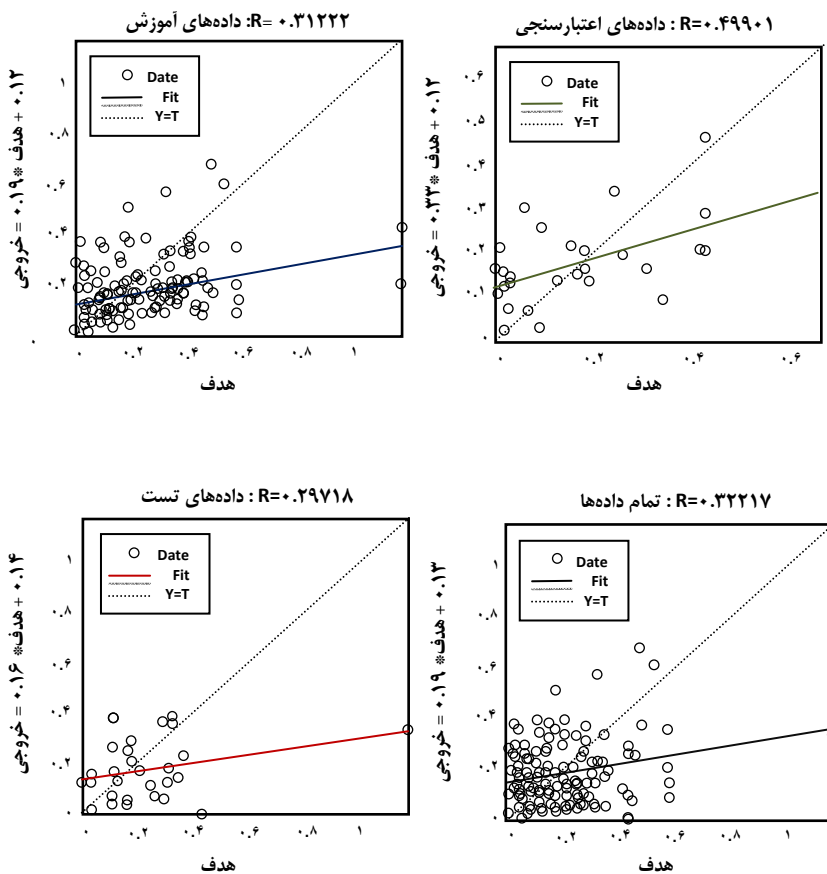 داده‌های آموزش :R= ۰.۳۱۲۲۲
Date
Fit
Y=T
خروجی = ۰.۱۹* هدف + ۰.۱۲
۱
۰.۸
۰.۶
۰.۴
۰.۲
۰
۰ ۰.۲ ۰.۴ ۰.۶ ۰.۸ ۱
هدف
داده‌های اعتبارسنجی : R=۰.۴۹۹۰۱
Date
Fit
Y=T
خروجی = ۰.۳۳* هدف + ۰.۱۲
۰.۶
۰.۵
۰.۴
۰.۳
۰.۲
۰.۱
۰
۰ ۰.۲ ۰.۴ ۰.۶
هدف
داده‌های تست : R=۰.۲۹۷۱۸
Date
Fit
Y=T
خروجی = ۰.۱۶ *هدف + ۰.۱۴
۱
۰.۸
۰.۶
۰.۴
۰.۲
۰
۰ ۰.۲ ۰.۴ ۰.۶ ۰.۸ ۱
هدف
تمام داده‌ها : R=۰.۳۲۲۱۷
Date
Fit
Y=T
خروجی = ۰.۱۹ *هدف + ۰.۱۳
۱
۰.۸
۰.۶
۰.۴
۰.۲
۰
۰ ۰.۲ ۰.۴ ۰.۶ ۰.۸ ۱
هدف